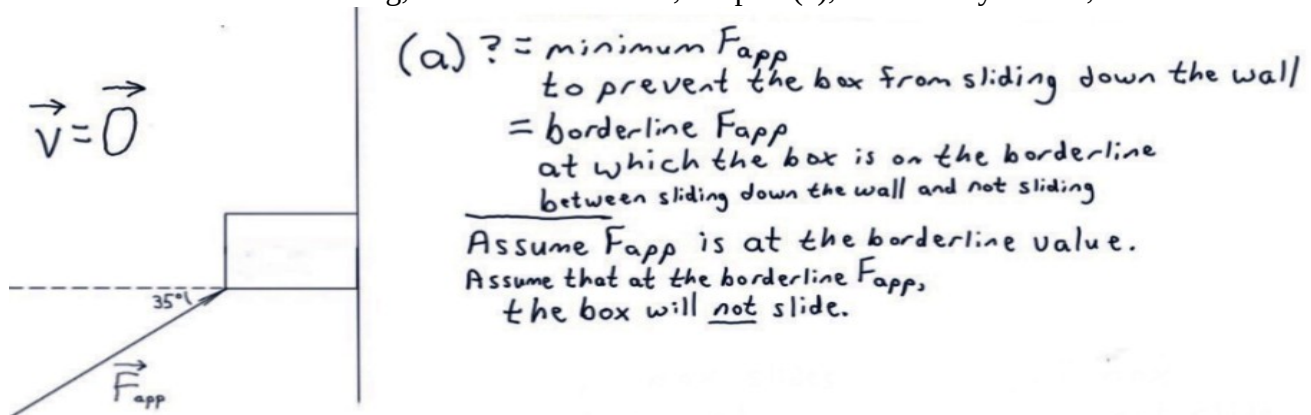 (a) ? = minimum Fapp
to prevent the box from sliding down the wall
= borderline Fapp
at which the box is on the borderline
between sliding down the wall and not sliding
Assume Fapp is at the borderline value.
Assume that at the borderline Fapp,
the box will not slide.
v⃗ = 0⃗
35°
F⃗app